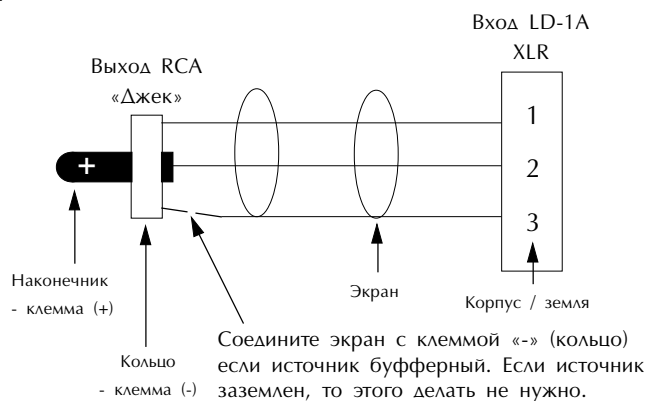 Вход LD-1A
XLR
Выход RCA
«Джек»
1
+
2
3
Наконечник
- клемма (+)
Экран
Корпус / земля
Кольцо
- клемма (-)
Соедините экран с клеммой «-» (кольцо)
если источник буфферный. Если источник
заземлен, то этого делать не нужно.